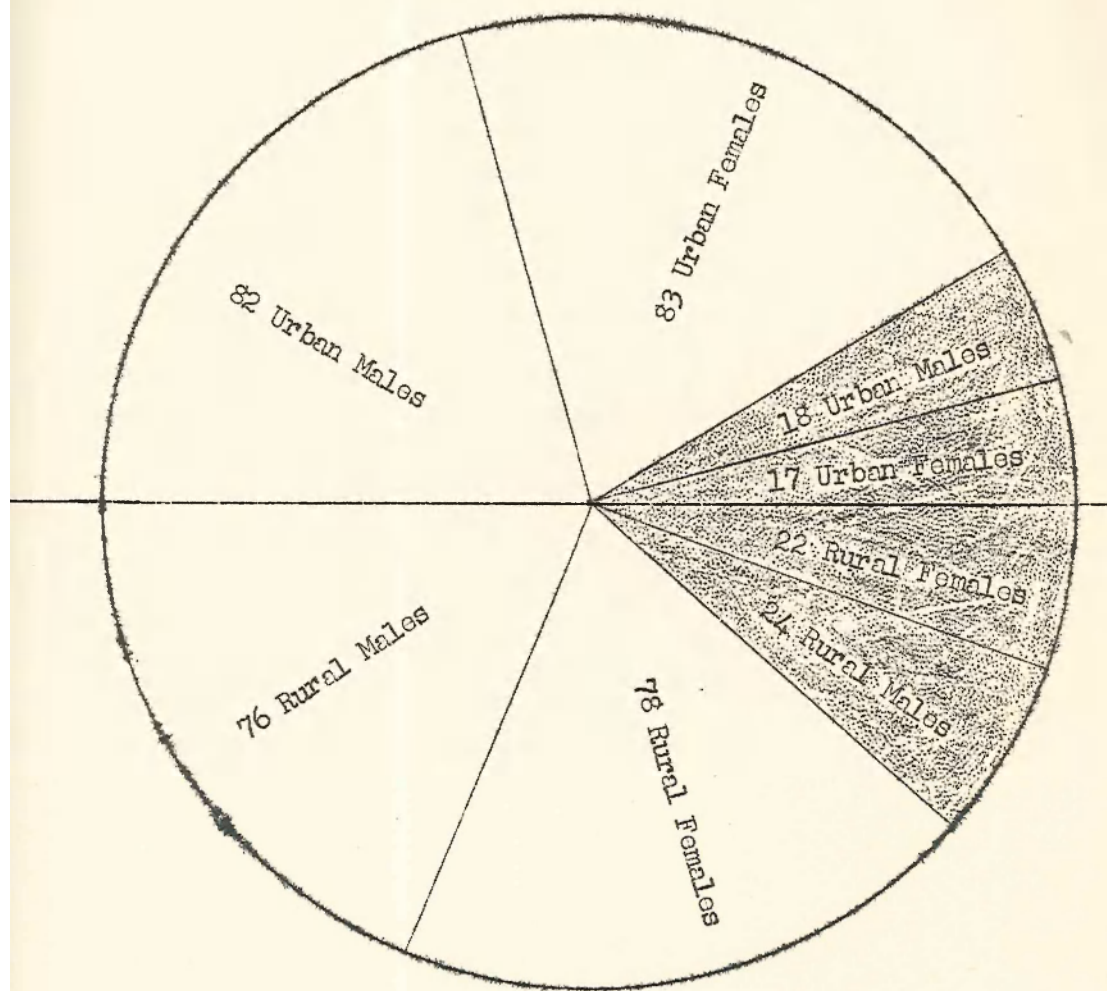 83 Urban Females
82 Urban Males
18 Urban Males
17 Urban Females
22 Rural Females
24 Rural Males
76 Rural Males
78 Rural Females